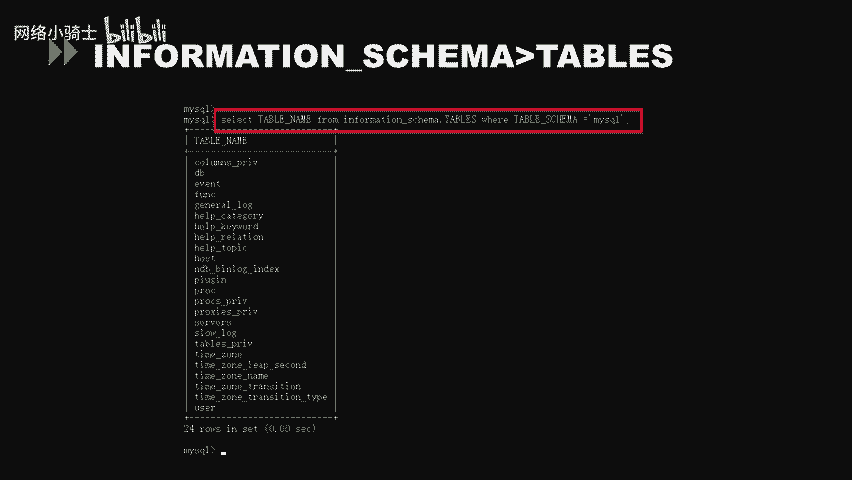 网络小骑士 bilibili
INFORMATION_SCHEMA>TABLES
mysql>
mysql> select TABLE_NAME from information_schema.TABLES where TABLE_SCHEMA ='mysql';
+----------------------------+
| TABLE_NAME |
+----------------------------+
| columns_priv |
| db |
| event |
| func |
| general_log |
| help_category |
| help_keyword |
| help_relation |
| help_topic |
| host |
| ndb_binlog_index |
| plugin |
| proc |
| procs_priv |
| proxies_priv |
| servers |
| slow_log |
| tables_priv |
| time_zone |
| time_zone_leap_second |
| time_zone_name |
| time_zone_transition |
| time_zone_transition_type |
| user |
+----------------------------+
24 rows in set (0.00 sec)
mysql> _